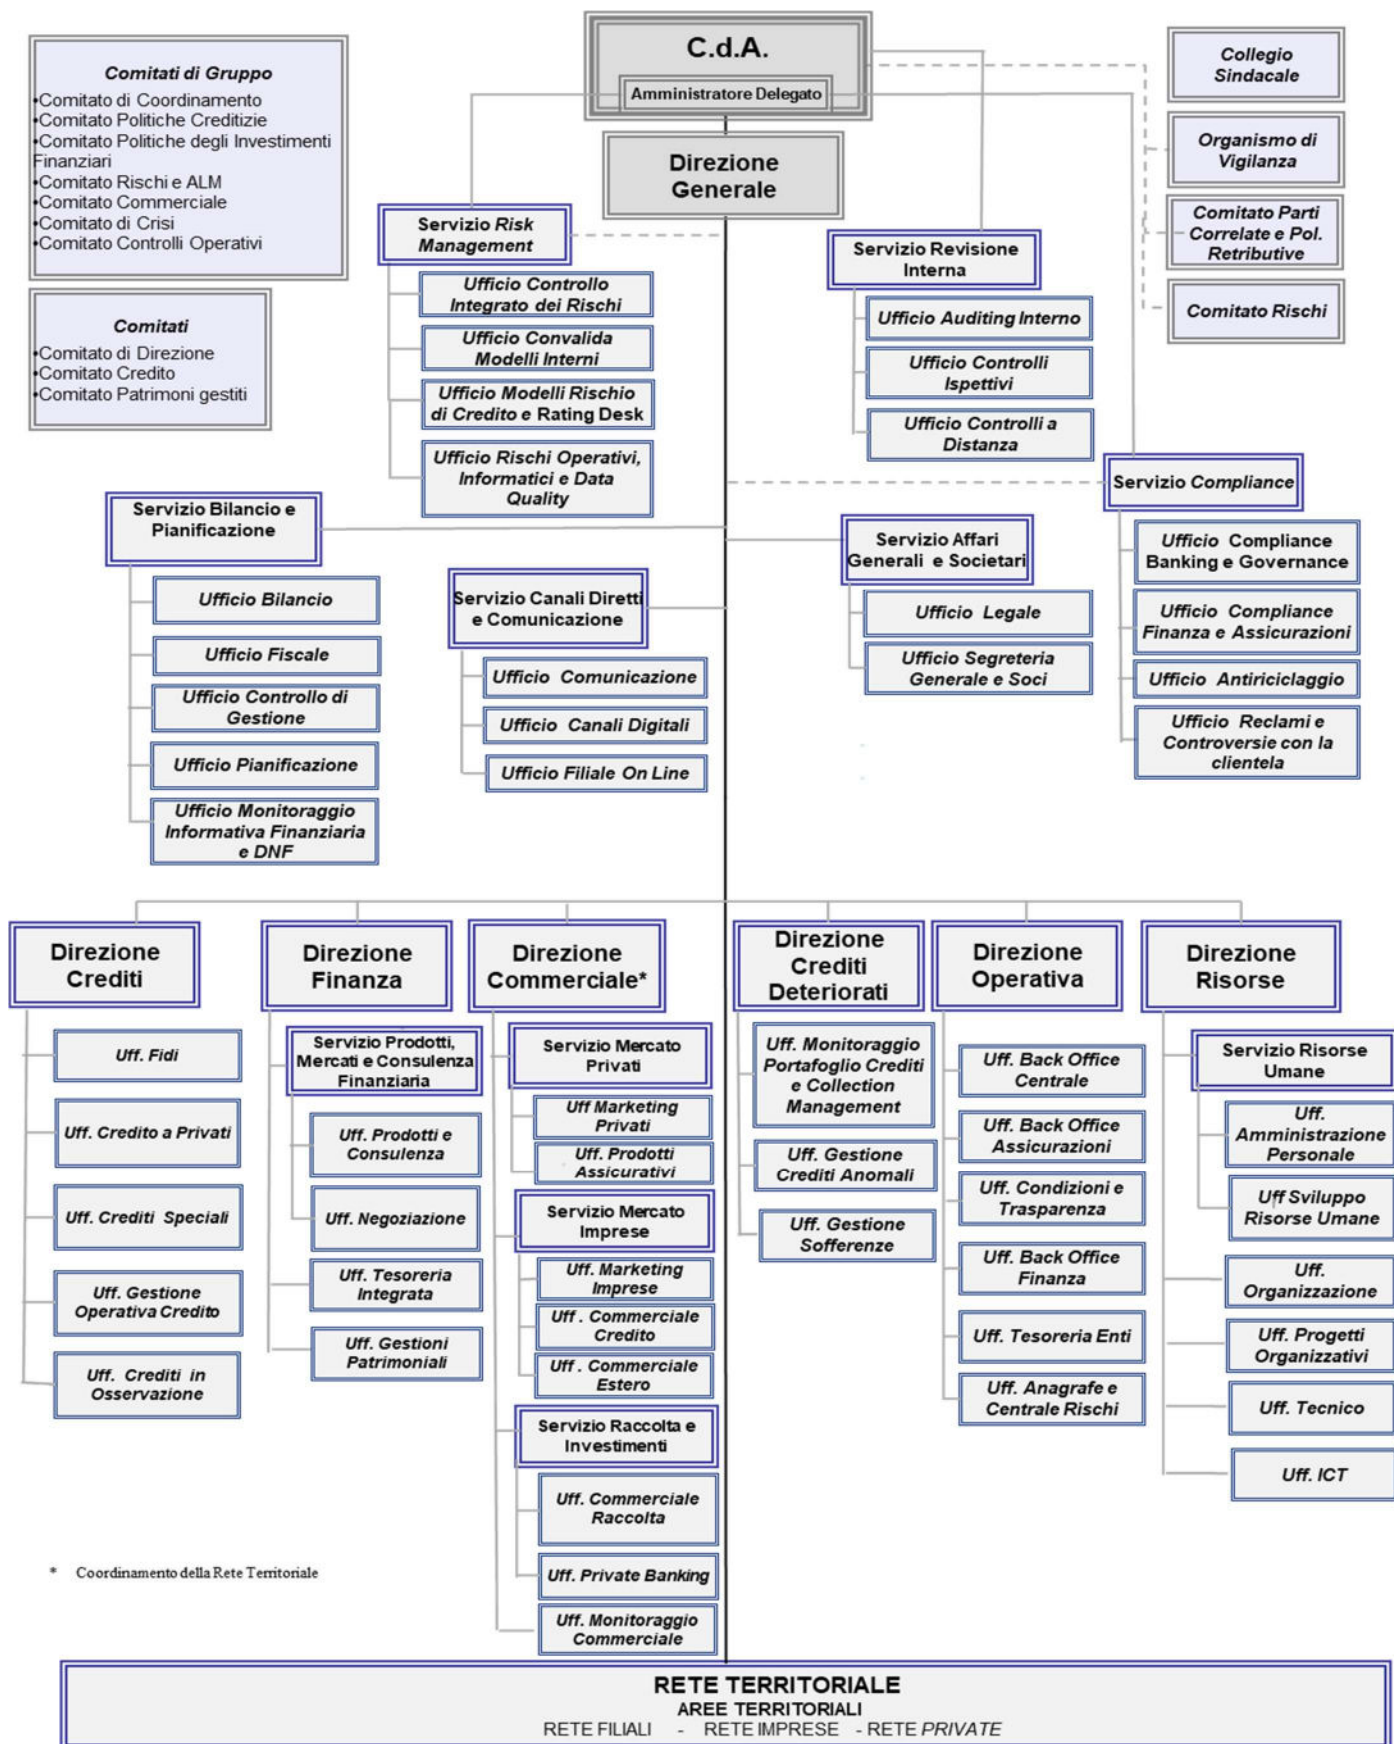 C.d.A.
Amministratore Delegato
Direzione
Generale
Comitati di Gruppo
•Comitato di Coordinamento
•Comitato Politiche Creditizie
•Comitato Politiche degli Investimenti
Finanziari
•Comitato Rischi e ALM
•Comitato Commerciale
•Comitato di Crisi
•Comitato Controlli Operativi
Comitati
•Comitato di Direzione
•Comitato Credito
•Comitato Patrimoni gestiti
Collegio
Sindacale
Organismo di
Vigilanza
Comitato Parti
Correlate e Pol.
Retributive
Comitato Rischi
Servizio Risk
Management
Ufficio Controllo
Integrato dei Rischi
Ufficio Convalida
Modelli Interni
Ufficio Modelli Rischio
di Credito e Rating Desk
Ufficio Rischi Operativi,
Informatici e Data
Quality
Servizio Revisione
Interna
Ufficio Auditing Interno
Ufficio Controlli
Ispettivi
Ufficio Controlli a
Distanza
Servizio Compliance
Ufficio Compliance
Banking e Governance
Ufficio Compliance
Finanza e Assicurazioni
Ufficio Antiriciclaggio
Ufficio Reclami e
Controversie con la
clientela
Servizio Bilancio e
Pianificazione
Ufficio Bilancio
Ufficio Fiscale
Ufficio Controllo di
Gestione
Ufficio Pianificazione
Ufficio Monitoraggio
Informativa Finanziaria
e DNF
Servizio Canali Diretti
e Comunicazione
Ufficio Comunicazione
Ufficio Canali Digitali
Ufficio Filiale On Line
Servizio Affari
Generali e Societari
Ufficio Legale
Ufficio Segreteria
Generale e Soci
Direzione
Crediti
Uff. Fidi
Uff. Credito a Privati
Uff. Crediti Speciali
Uff. Gestione
Operativa Credito
Uff. Crediti in
Osservazione
Direzione
Finanza
Servizio Prodotti,
Mercati e Consulenza
Finanziaria
Uff. Prodotti e
Consulenza
Uff. Negoziazione
Uff. Tesoreria
Integrata
Uff. Gestioni
Patrimoniali
Direzione
Commerciale*
Servizio Mercato
Privati
Uff Marketing
Privati
Uff. Prodotti
Assicurativi
Servizio Mercato
Imprese
Uff. Marketing
Imprese
Uff . Commerciale
Credito
Uff . Commerciale
Estero
Servizio Raccolta e
Investimenti
Uff. Commerciale
Raccolta
Uff. Private Banking
Uff. Monitoraggio
Commerciale
Direzione
Crediti
Deteriorati
Uff. Monitoraggio
Portafoglio Crediti
e Collection
Management
Uff. Gestione
Crediti Anomali
Uff. Gestione
Sofferenze
Direzione
Operativa
Uff. Back Office
Centrale
Uff. Back Office
Assicurazioni
Uff. Condizioni e
Trasparenza
Uff. Back Office
Finanza
Uff. Tesoreria Enti
Uff. Anagrafe e
Centrale Rischi
Direzione
Risorse
Servizio Risorse
Umane
Uff.
Amministrazione
Personale
Uff Sviluppo
Risorse Umane
Uff.
Organizzazione
Uff. Progetti
Organizzativi
Uff. Tecnico
Uff. ICT
* Coordinamento della Rete Territoriale
RETE TERRITORIALE
AREE TERRITORIALI
RETE FILIALI - RETE IMPRESE - RETE PRIVATE